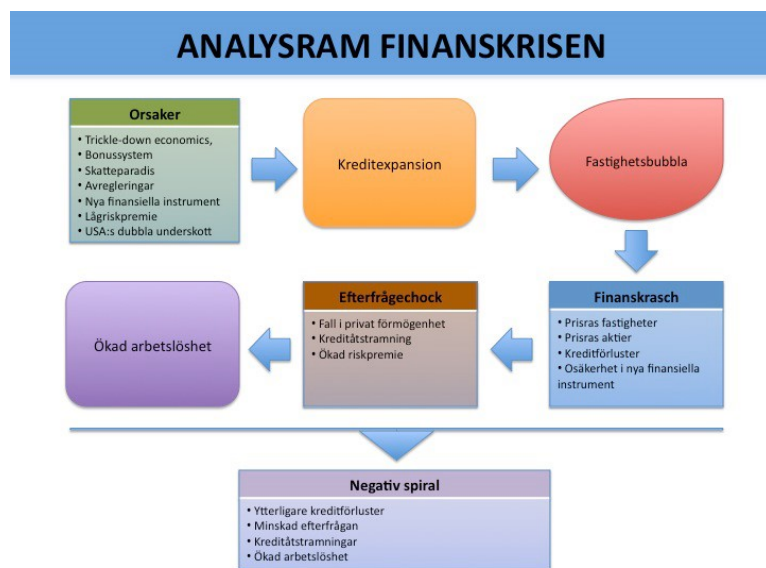 ANALYSRAM FINANSKRISEN
Orsaker
• Trickle-down economics,
• Bonussystem
• Skatteparadis
• Avregleringar
• Nya finansiella instrument
• Lågriskpremie
• USA:s dubbla underskott
Kreditexpansion
Fastighetsbubbla
Finanskrasch
• Prisras fastigheter
• Prisras aktier
• Kreditförluster
• Osäkerhet i nya finansiella
instrument
Efterfrågechock
• Fall i privat förmögenhet
• Kreditåtstramning
• Ökad riskpremie
Ökad arbetslöshet
Negativ spiral
• Ytterligare kreditförluster
• Minskad efterfrågan
• Kreditåtstramningar
• Ökad arbetslöshet